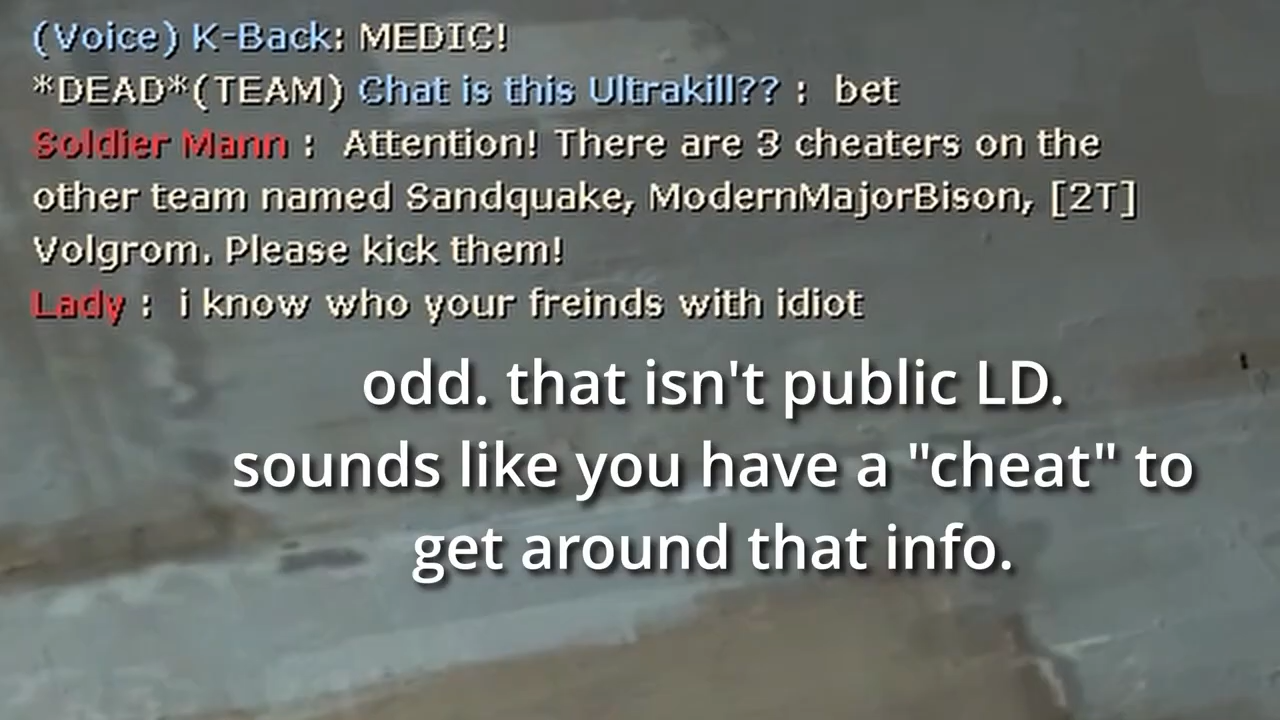 (Voice) K-Back: MEDIC!
*DEAD*(TEAM) Chat is this Ultrakill?? :  bet
Soldier Mann :  Attention! There are 3 cheaters on the
other team named Sandquake, ModernMajorBison, [2T]
Volgrom. Please kick them!
Lady :  i know who your freinds with idiot
odd. that isn't public LD.
sounds like you have a "cheat" to
get around that info.